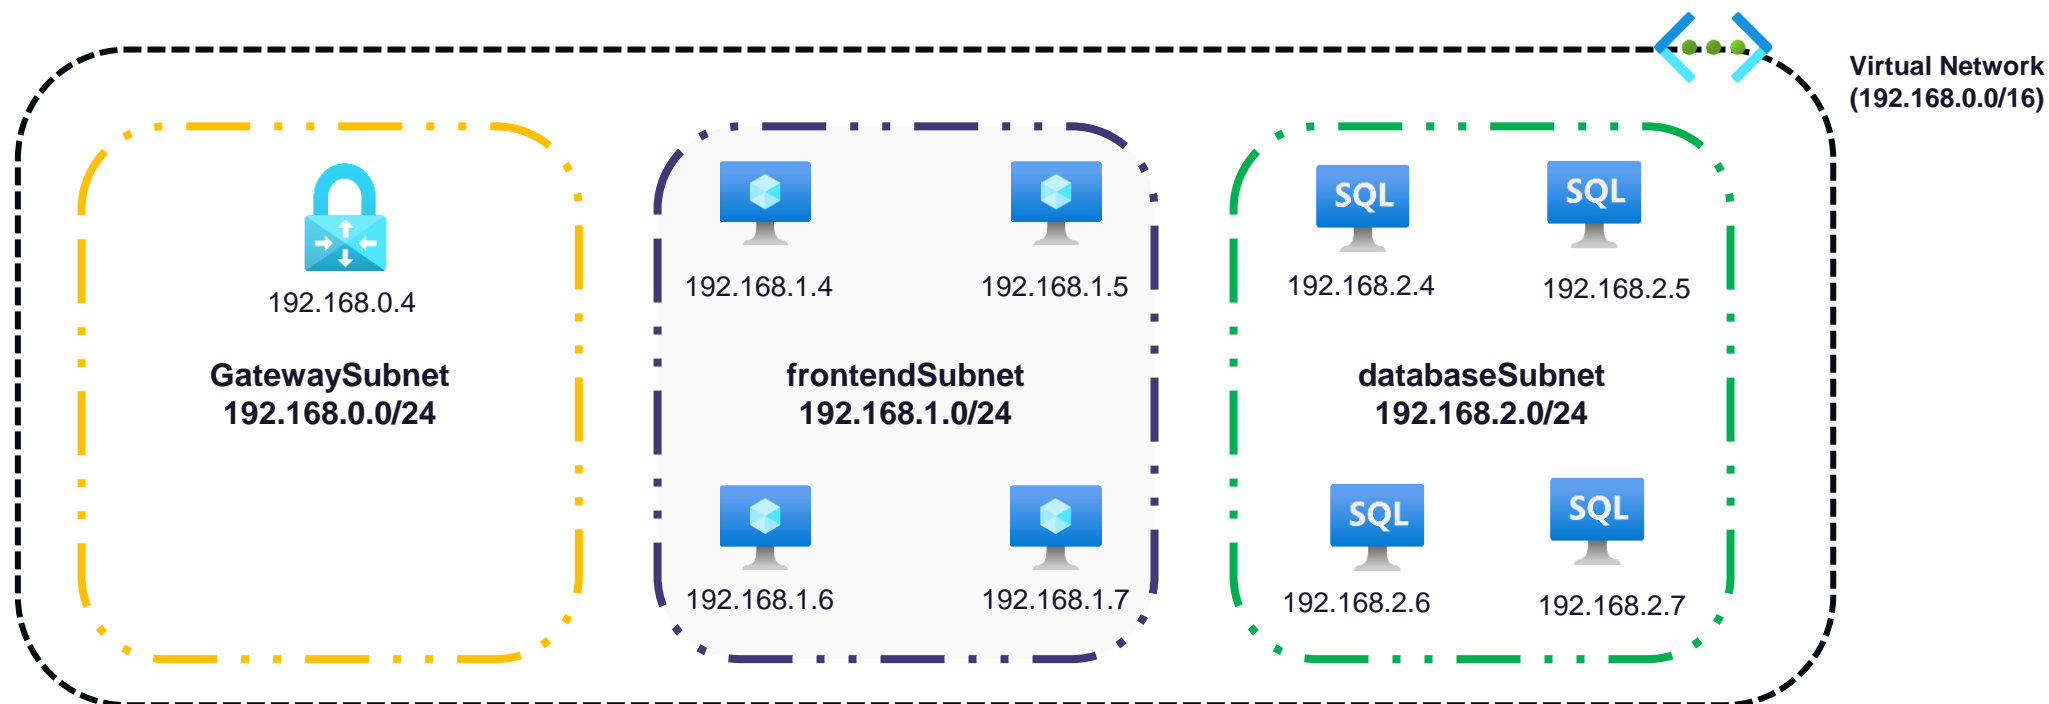 Virtual Network
(192.168.0.0/16)
192.168.0.4
GatewaySubnet
192.168.0.0/24
192.168.1.4
192.168.1.5
frontendSubnet
192.168.1.0/24
192.168.1.6
192.168.1.7
SQL
SQL
192.168.2.4
192.168.2.5
databaseSubnet
192.168.2.0/24
SQL
SQL
192.168.2.6
192.168.2.7